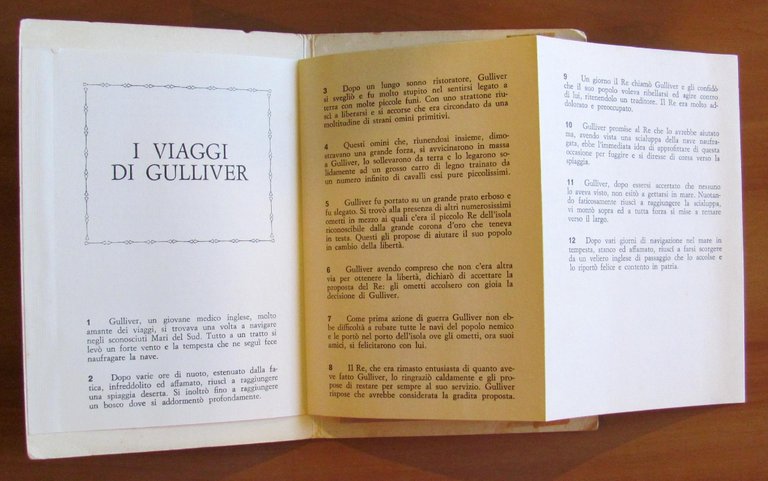 I VIAGGI
DI GULLIVER
1 Gulliver, un giovane medico inglese, molto
amante dei viaggi, si trovava una volta a navigare
negli sconosciuti Mari del Sud. Tutto a un tratto si
levò un forte vento e la tempesta che ne seguì fece
naufragare la nave.
2 Dopo varie ore di nuoto, estenuato dalla fa-
tica, infreddolito ed affamato, riuscì a raggiungere
una spiaggia deserta. Si inoltrò fino a raggiungere
un bosco dove si addormentò profondamente.
3 Dopo un lungo sonno ristoratore, Gulliver
si svegliò e fu molto stupito nel sentirsi legato a
terra con molte piccole funi. Con uno strattone riu-
scì a liberarsi e si accorse che era circondato da una
moltitudine di strani omini primitivi.
4 Questi omini che, riunendosi insieme, dimo-
stravano una grande forza, si avvicinarono in massa
a Gulliver, lo sollevarono da terra e lo legarono so-
lidamente ad un grosso carro di legno trainato da
un numero infinito di cavalli essi pure piccolissimi.
5 Gulliver fu portato su un grande prato erboso e
fu slegato. Si trovò alla presenza di altri numerosissimi
ometti in mezzo ai quali c'era il piccolo Re dell'isola
riconoscibile dalla grande corona d'oro che teneva
in testa. Questi gli propose di aiutare il suo popolo
in cambio della libertà.
6 Gulliver avendo compreso che non c'era altra
via per ottenere la libertà, dichiarò di accettare la
proposta del Re: gli ometti accolsero con gioia la
decisione di Gulliver.
7 Come prima azione di guerra Gulliver non eb-
be difficoltà a rubare tutte le navi del popolo nemico
e le portò nel porto dell'isola ove gli ometti, ora suoi
amici, si felicitarono con lui.
8 Il Re, che era rimasto entusiasta di quanto ave-
ve fatto Gulliver, lo ringraziò caldamente e gli pro-
pose di restare per sempre al suo servizio. Gulliver
rispose che avrebbe considerata la gradita proposta.
9 Un giorno il Re chiamò Gulliver e gli confidò
che il suo popolo voleva ribellarsi ed agire contro
di lui, ritenendolo un traditore. Il Re era molto ad-
dolorato e preoccupato.
10 Gulliver promise al Re che lo avrebbe aiutato
ma, avendo vista una scialuppa della nave naufra-
gata, ebbe l'immediata idea di approfittare di questa
occasione per foggire e si diresse di corsa verso la
spiaggia.
11 Gulliver, dopo essersi accertato che nessuno
lo aveva visto, non esitò a gettarsi in mare. Nuotan-
do faticosamente riuscì a raggiungere la scialuppa,
vi montò sopra ed a tutta forza si mise a remare
verso il largo.
12 Dopo vari giorni di navigazione nel mare in
tempesta, stanco ed affamato, riuscì a farsi scorgere
da un veliero inglese di passaggio che lo accolse e
e lo riportò felice e contento in patria.